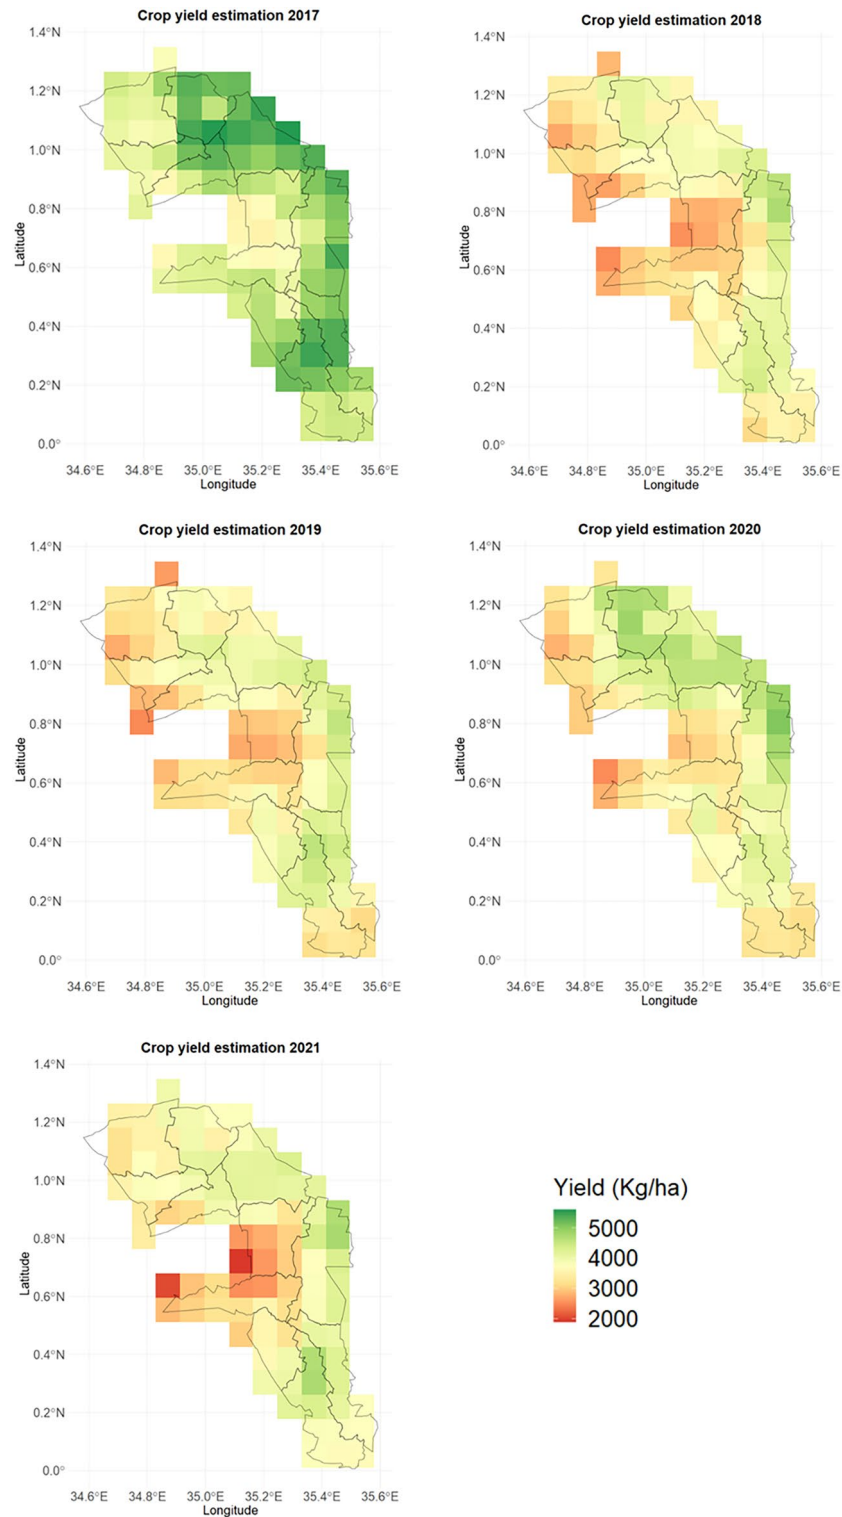 Crop yield estimation 2017
1.4°N
1.2°N
1.0°N
0.8°N
0.6°N
0.4°N
0.2°N
0.0°
Latitude
34.6°E 34.8°E 35.0°E 35.2°E 35.4°E 35.6°E
Longitude
Crop yield estimation 2018
1.4°N
1.2°N
1.0°N
0.8°N
0.6°N
0.4°N
0.2°N
0.0°
Latitude
34.6°E 34.8°E 35.0°E 35.2°E 35.4°E 35.6°E
Longitude
Crop yield estimation 2019
1.4°N
1.2°N
1.0°N
0.8°N
0.6°N
0.4°N
0.2°N
0.0°
Latitude
34.6°E 34.8°E 35.0°E 35.2°E 35.4°E 35.6°E
Longitude
Crop yield estimation 2020
1.4°N
1.2°N
1.0°N
0.8°N
0.6°N
0.4°N
0.2°N
0.0°
Latitude
34.6°E 34.8°E 35.0°E 35.2°E 35.4°E 35.6°E
Longitude
Crop yield estimation 2021
1.4°N
1.2°N
1.0°N
0.8°N
0.6°N
0.4°N
0.2°N
0.0°
Latitude
34.6°E 34.8°E 35.0°E 35.2°E 35.4°E 35.6°E
Longitude
Yield (Kg/ha)
5000
4000
3000
2000